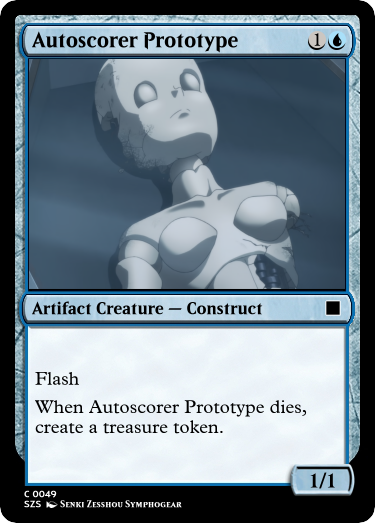 Autoscorer Prototype 1
Artifact Creature — Construct
Flash
When Autoscorer Prototype dies,
create a treasure token.
1/1
C 0049
SZS Senki Zesshou Symphogear